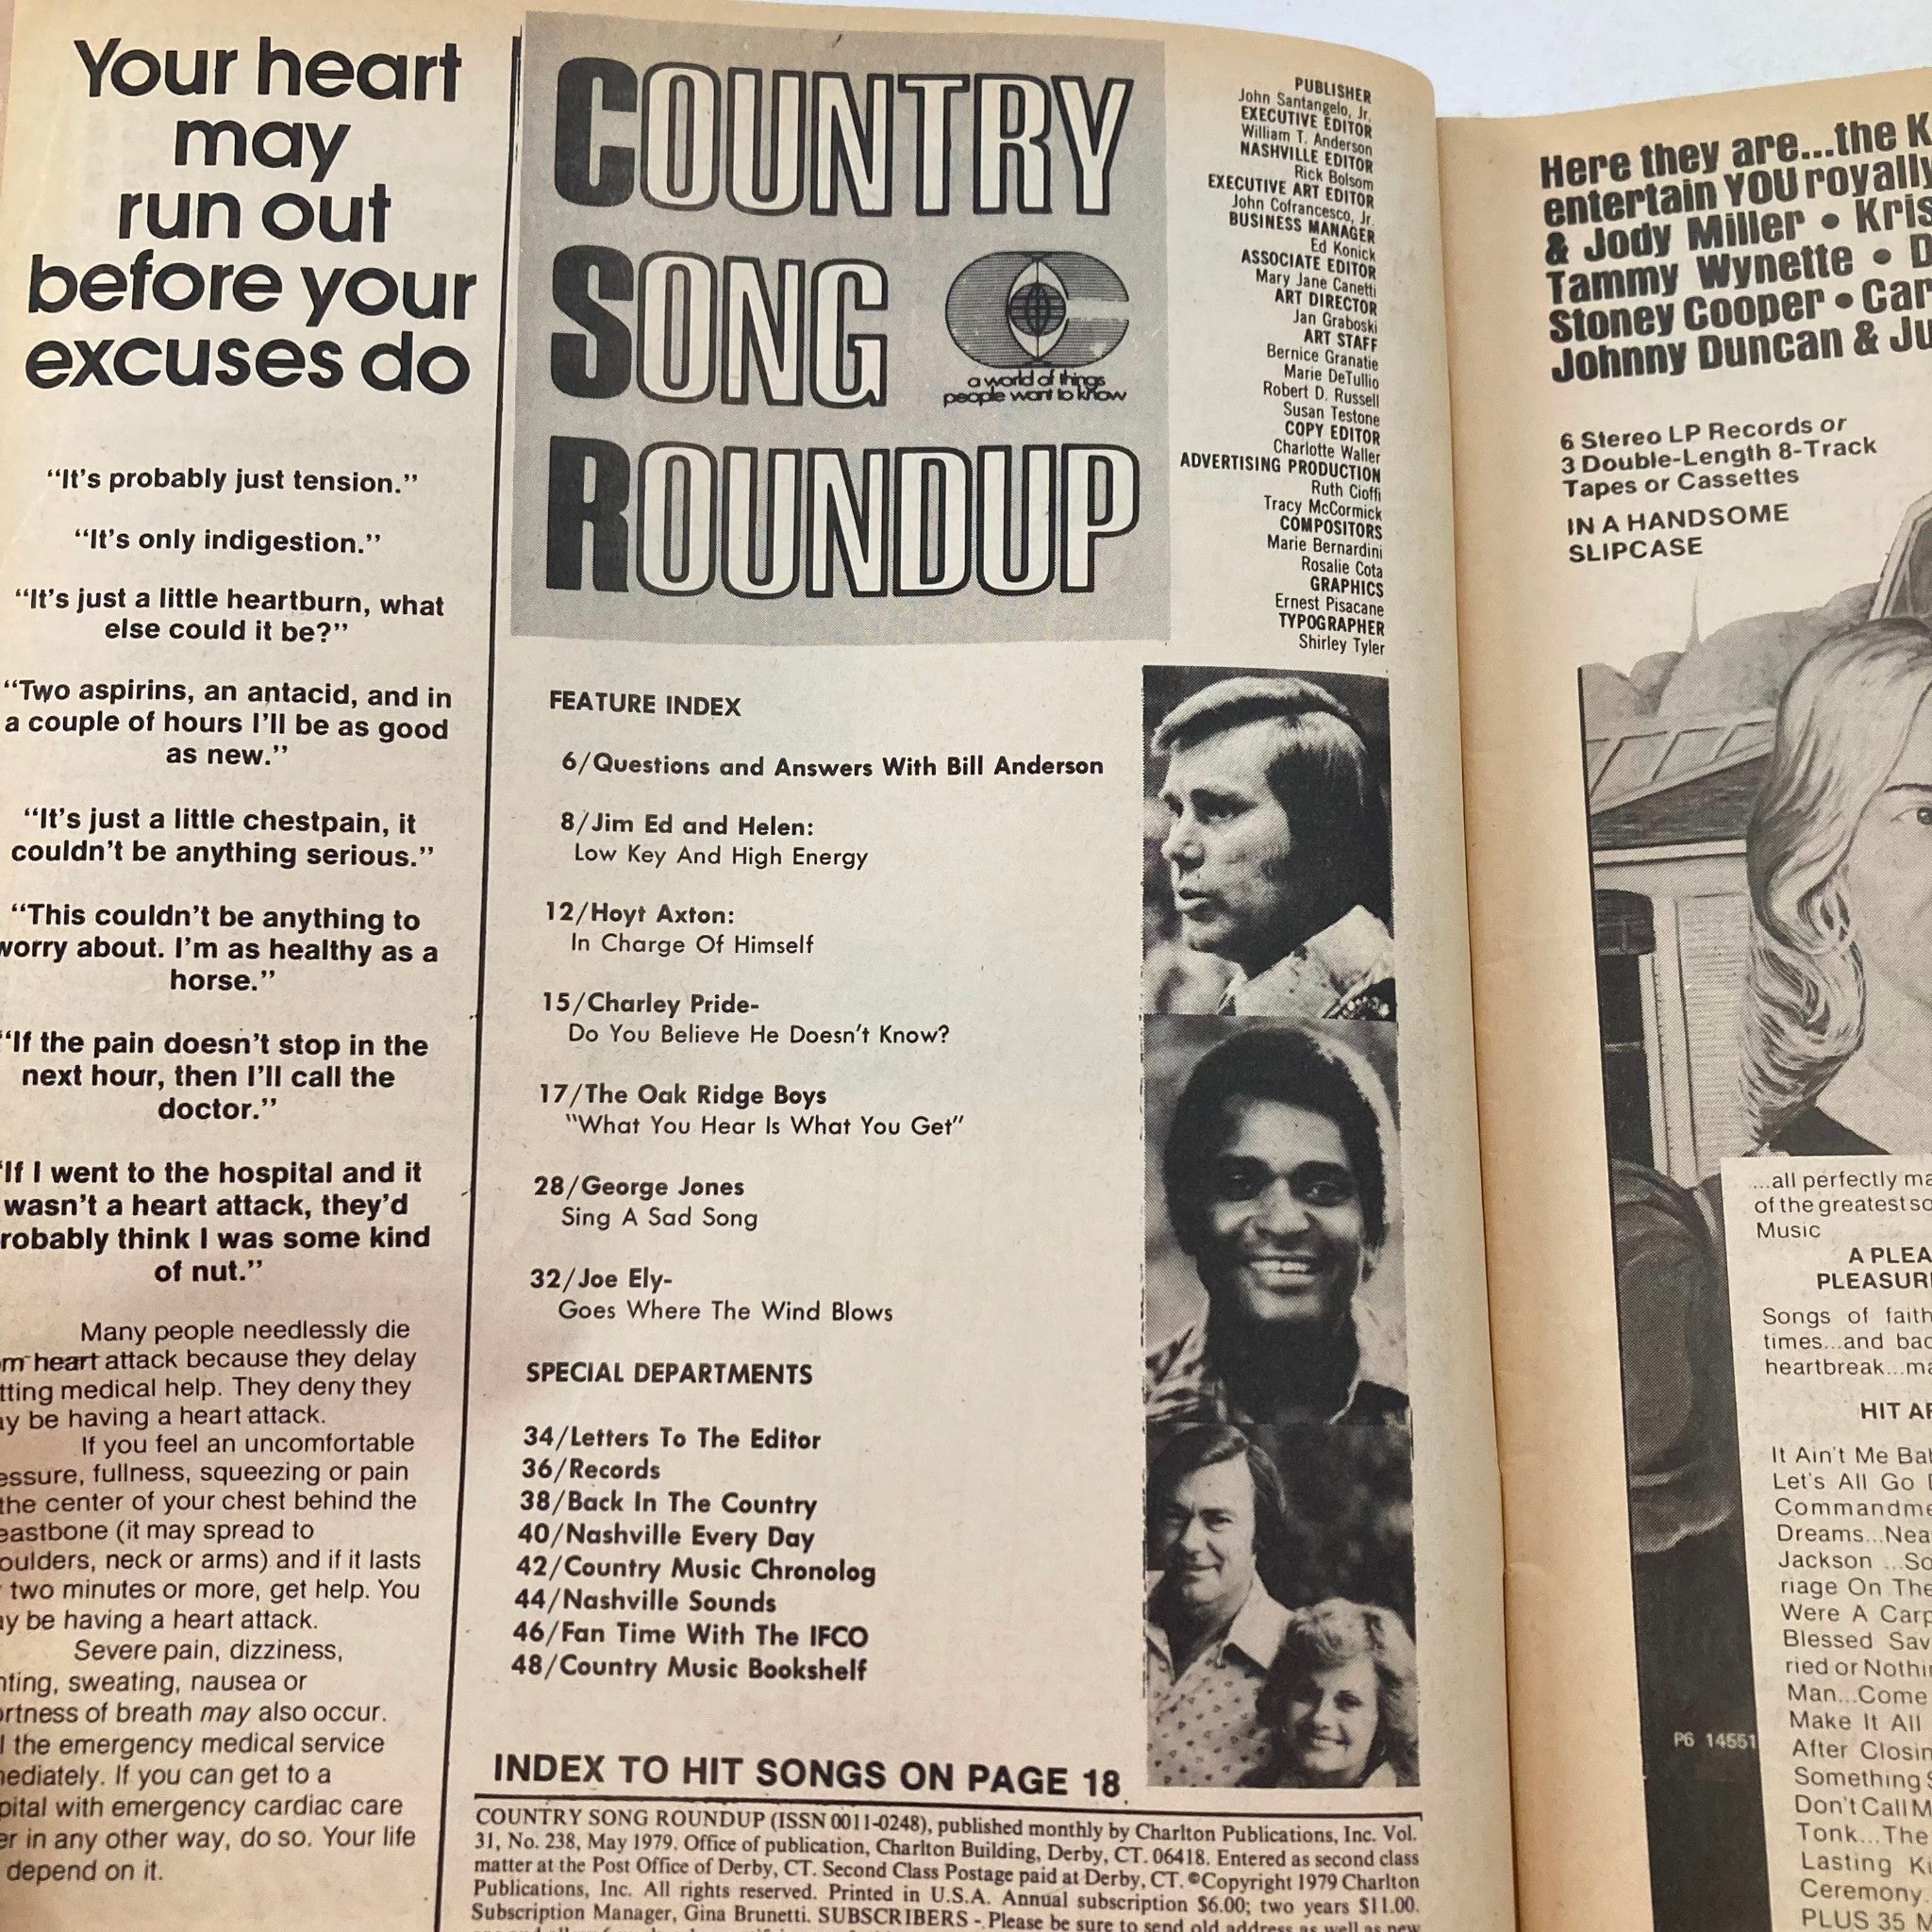 Your heart
may
run out
before your
excuses do
“It’s probably just tension.”
“It’s only indigestion.”
“It’s just a little heartburn, what
else could it be?”
“Two aspirins, an antacid, and in
a couple of hours I’ll be as good
as new.”
“It’s just a little chestpain, it
couldn’t be anything serious.”
“This couldn’t be anything to
worry about. I’m as healthy as a
horse.”
“If the pain doesn’t stop in the
next hour, then I’ll call the
doctor.”
“If I went to the hospital and it
wasn’t a heart attack, they’d
robably think I was some kind
of nut.”
Many people needlessly die
heart attack because they delay
tting medical help. They deny they
ay be having a heart attack.
If you feel an uncomfortable
essure, fullness, squeezing or pain
the center of your chest behind the
eastbone (it may spread to
oulders, neck or arms) and if it lasts
two minutes or more, get help. You
ay be having a heart attack.
Severe pain, dizziness,
nting, sweating, nausea or
ortness of breath may also occur.
the emergency medical service
nediately. If you can get to a
pital with emergency cardiac care
er in any other way, do so. Your life
depend on it.
COUNTRY
SONG
a world of things
people want to know
ROUNDUP
PUBLISHER
John Santangelo, Jr.
EXECUTIVE EDITOR
William T. Anderson
NASHVILLE EDITOR
Rick Bolsom
EXECUTIVE ART EDITOR
John Cofrancesco, Jr.
BUSINESS MANAGER
Ed Konick
ASSOCIATE EDITOR
Mary Jane Canetti
ART DIRECTOR
Jan Graboski
ART STAFF
Bernice Granatie
Marie DeTullio
Robert D. Russell
Susan Testone
COPY EDITOR
Charlotte Waller
ADVERTISING PRODUCTION
Ruth Cioffi
Tracy McCormick
COMPOSITORS
Marie Bernardini
Rosalie Cota
GRAPHICS
Ernest Pisacane
TYPOGRAPHER
Shirley Tyler
FEATURE INDEX
6/Questions and Answers With Bill Anderson
8/Jim Ed and Helen:
Low Key And High Energy
12/Hoyt Axton:
In Charge Of Himself
15/Charley Pride-
Do You Believe He Doesn’t Know?
17/The Oak Ridge Boys
“What You Hear Is What You Get”
28/George Jones
Sing A Sad Song
32/Joe Ely-
Goes Where The Wind Blows
SPECIAL DEPARTMENTS
34/Letters To The Editor
36/Records
38/Back In The Country
40/Nashville Every Day
42/Country Music Chronolog
44/Nashville Sounds
46/Fan Time With The IFCO
48/Country Music Bookshelf
INDEX TO HIT SONGS ON PAGE 18
COUNTRY SONG ROUNDUP (ISSN 0011-0248), published monthly by Charlton Publications, Inc. Vol.
31, No. 238, May 1979. Office of publication, Charlton Building, Derby, CT. 06418. Entered as second class
matter at the Post Office of Derby, CT. Second Class Postage paid at Derby, CT. ©Copyright 1979 Charlton
Publications, Inc. All rights reserved. Printed in U.S.A. Annual subscription $6.00; two years $11.00.
Subscription Manager, Gina Brunetti. SUBSCRIBERS - Please be sure to send old address as well as new
Here they are...the K
entertain YOU royally
& Jody Miller • Kris
Tammy Wynette • D
Stoney Cooper • Car
Johnny Duncan & Ju
6 Stereo LP Records or
3 Double-Length 8-Track
Tapes or Cassettes
IN A HANDSOME
SLIPCASE
...all perfectly ma
of the greatest so
Music
A PLEA
PLEASUR
Songs of faith
times...and bac
heartbreak...ma
HIT AR
It Ain’t Me Bab
Let’s All Go D
Commandme
Dreams...Nea
Jackson ...So
riage On The
Were A Carp
Blessed Sav
ried or Nothi
Man...Come
Make It All
After Closin
Something S
Don’t Call M
Tonk...The
Lasting Ki
Ceremony.
PLUS 35 M
P6 14551